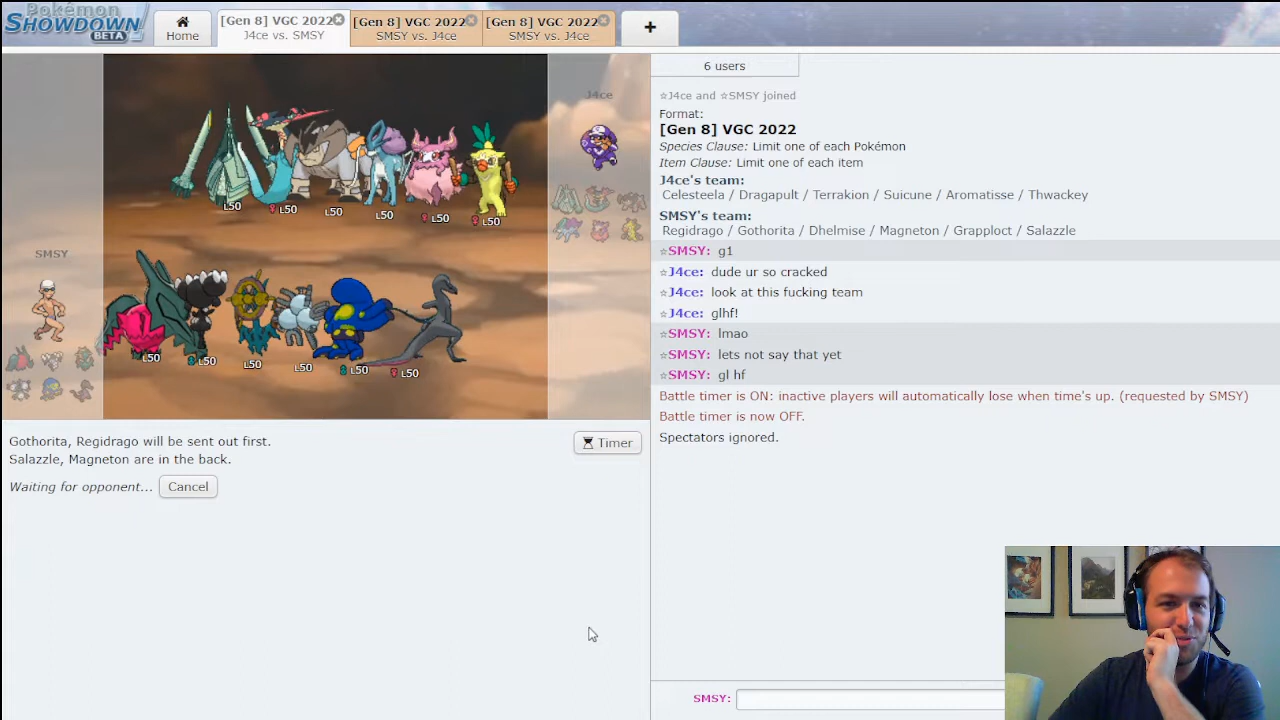 Pokémon
SHOWDOWN
BETA
Home
[Gen 8] VGC 2022
J4ce vs. SMSY
[Gen 8] VGC 2022
SMSY vs. J4ce
[Gen 8] VGC 2022
SMSY vs. J4ce
+
J4ce
L50
L50
L50
L50
L50
L50
SMSY
L50
L50
L50
L50
L50
L50
Gothorita, Regidrago will be sent out first.
Salazzle, Magneton are in the back.
Waiting for opponent... Cancel
Timer
6 users
☆J4ce and ☆SMSY joined
Format:
[Gen 8] VGC 2022
Species Clause: Limit one of each Pokémon
Item Clause: Limit one of each item
J4ce's team:
Celesteela / Dragapult / Terrakion / Suicune / Aromatisse / Thwackey
SMSY's team:
Regidrago / Gothorita / Dhelmise / Magneton / Grapploct / Salazzle
☆SMSY: g1
☆J4ce: dude ur so cracked
☆J4ce: look at this fucking team
☆J4ce: glhf!
☆SMSY: lmao
☆SMSY: lets not say that yet
☆SMSY: gl hf
Battle timer is ON: inactive players will automatically lose when time's up. (requested by SMSY)
Battle timer is now OFF.
Spectators ignored.
SMSY: